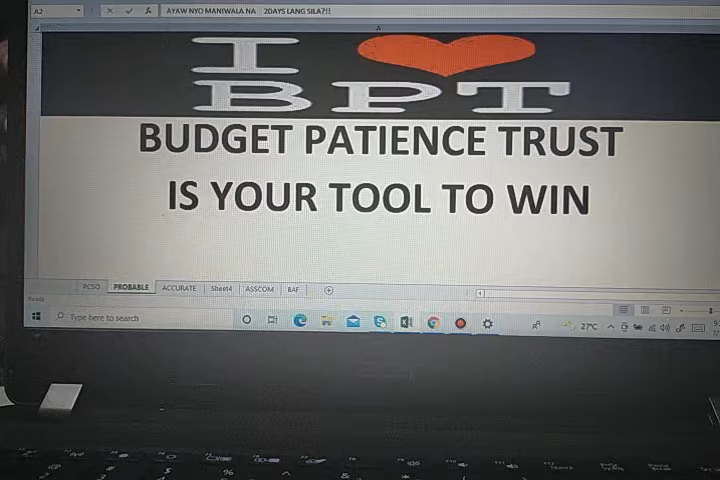 A2
AYAW NYO MANIWALA NA 2DAYS LANG SILA?!!
A
I
BPT
BUDGET PATIENCE TRUST
IS YOUR TOOL TO WIN
PCSO PROBABLE ACCURATE Sheet4 ASSCOM BAF
Ready
Type here to search
27°C